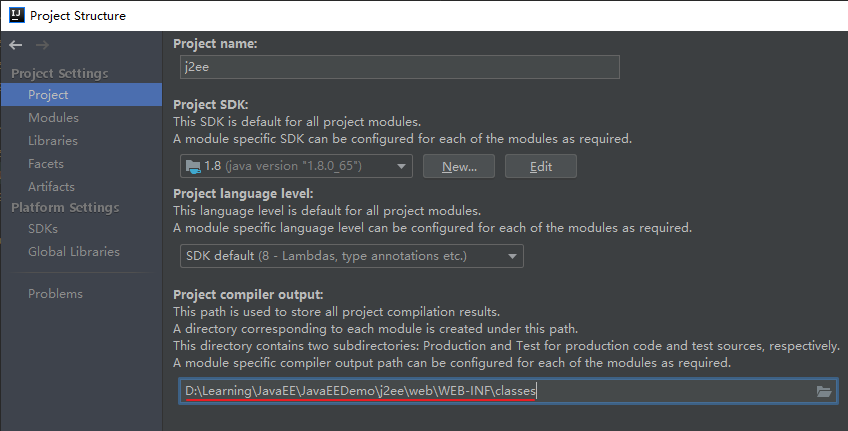 Project Structure
Project Settings
Project
Modules
Libraries
Facets
Artifacts
Platform Settings
SDKs
Global Libraries
Problems
Project name:
j2ee
Project SDK:
This SDK is default for all project modules.
A module specific SDK can be configured for each of the modules as required.
1.8 (java version "1.8.0_65")
New...
Edit
Project language level:
This language level is default for all project modules.
A module specific language level can be configured for each of the modules as required.
SDK default (8 - Lambdas, type annotations etc.)
Project compiler output:
This path is used to store all project compilation results.
A directory corresponding to each module is created under this path.
This directory contains two subdirectories: Production and Test for production code and test sources, respectively.
A module specific compiler output path can be configured for each of the modules as required.
D:\Learning\JavaEE\JavaEEDemo\j2ee\web\WEB-INF\classes